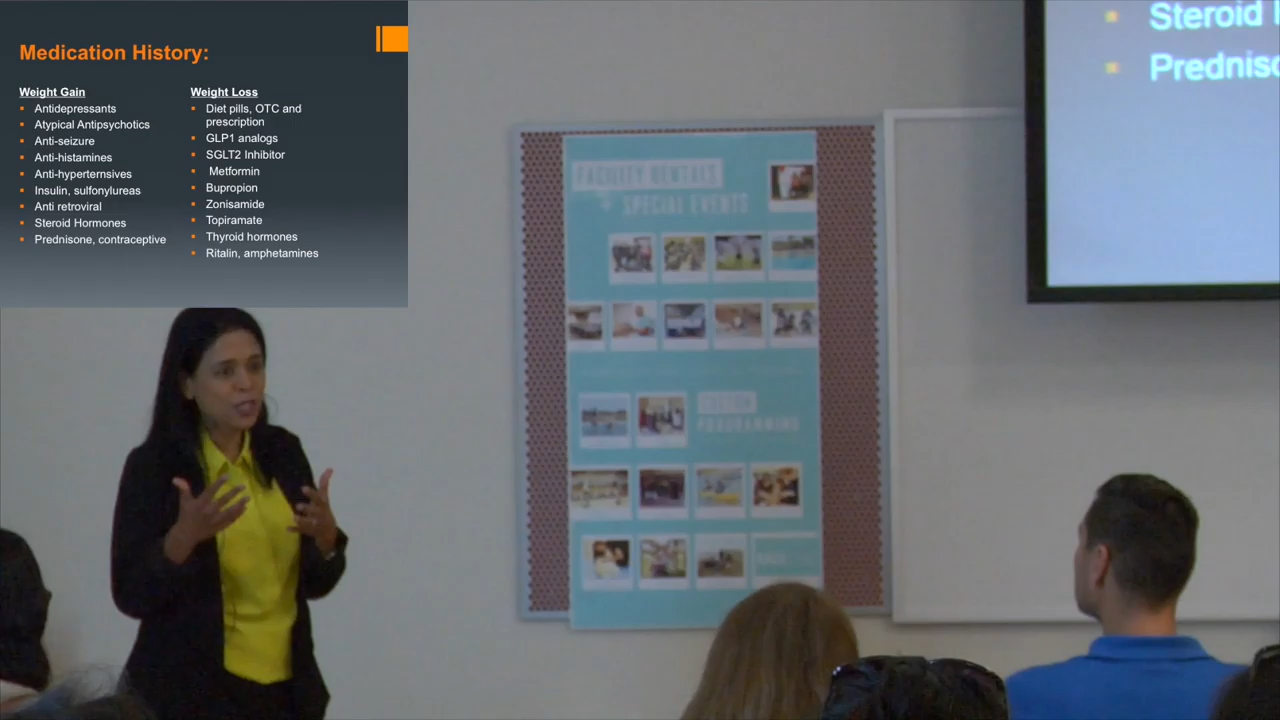 Medication History:
Weight Gain
Antidepressants
Atypical Antipsychotics
Anti-seizure
Anti-histamines
Anti-hyperternsives
Insulin, sulfonylureas
Anti retroviral
Steroid Hormones
Prednisone, contraceptive
Weight Loss
Diet pills, OTC and
prescription
GLP1 analogs
SGLT2 Inhibitor
Metformin
Bupropion
Zonisamide
Topiramate
Thyroid hormones
Ritalin, amphetamines
Steroid
FACILITY RENTALS
+ SPECIAL EVENTS
CUSTOM
PROGRAMMING